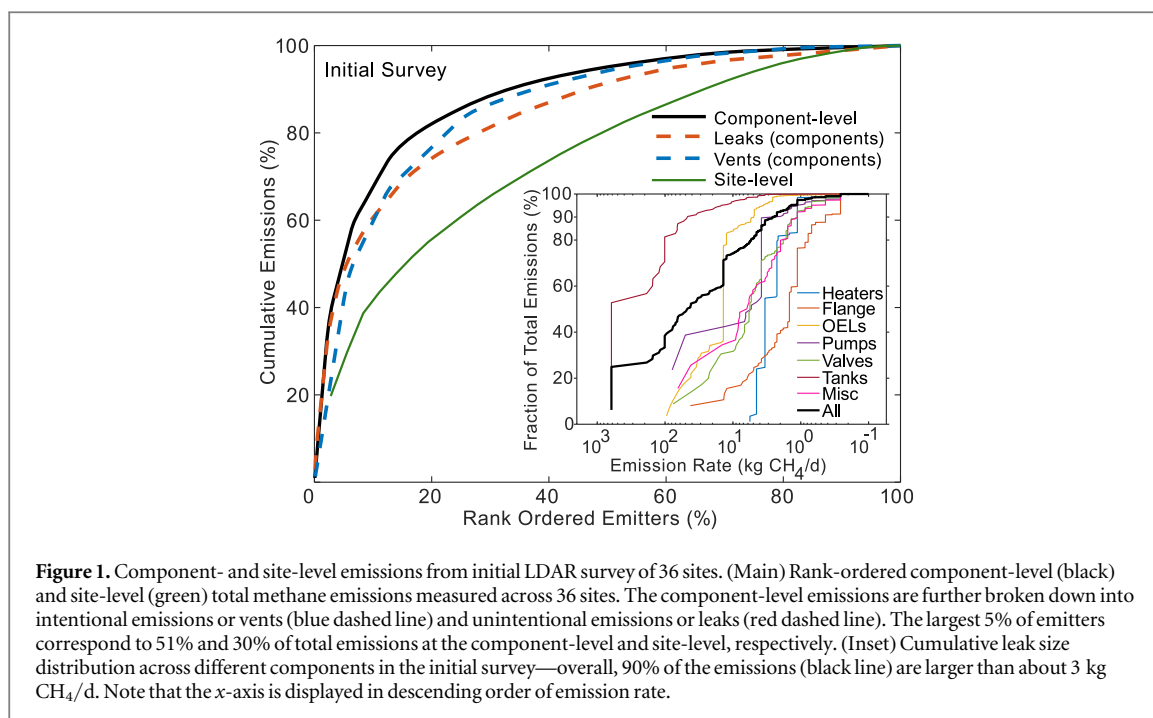 Initial Survey
Cumulative Emissions (%)
100
80
60
40
20
0
20
40
60
80
100
Rank Ordered Emitters (%)
Component-level
Leaks (components)
Vents (components)
Site-level
Fraction of Total Emissions (%)
100
90
80
60
40
20
0
10³
10²
10¹
10⁰
10⁻¹
Emission Rate (kg CH₄/d)
Heaters
Flange
OELs
Pumps
Valves
Tanks
Misc
All
Figure 1. Component- and site-level emissions from initial LDAR survey of 36 sites. (Main) Rank-ordered component-level (black)
and site-level (green) total methane emissions measured across 36 sites. The component-level emissions are further broken down into
intentional emissions or vents (blue dashed line) and unintentional emissions or leaks (red dashed line). The largest 5% of emitters
correspond to 51% and 30% of total emissions at the component-level and site-level, respectively. (Inset) Cumulative leak size
distribution across different components in the initial survey—overall, 90% of the emissions (black line) are larger than about 3 kg
CH₄/d. Note that the x-axis is displayed in descending order of emission rate.